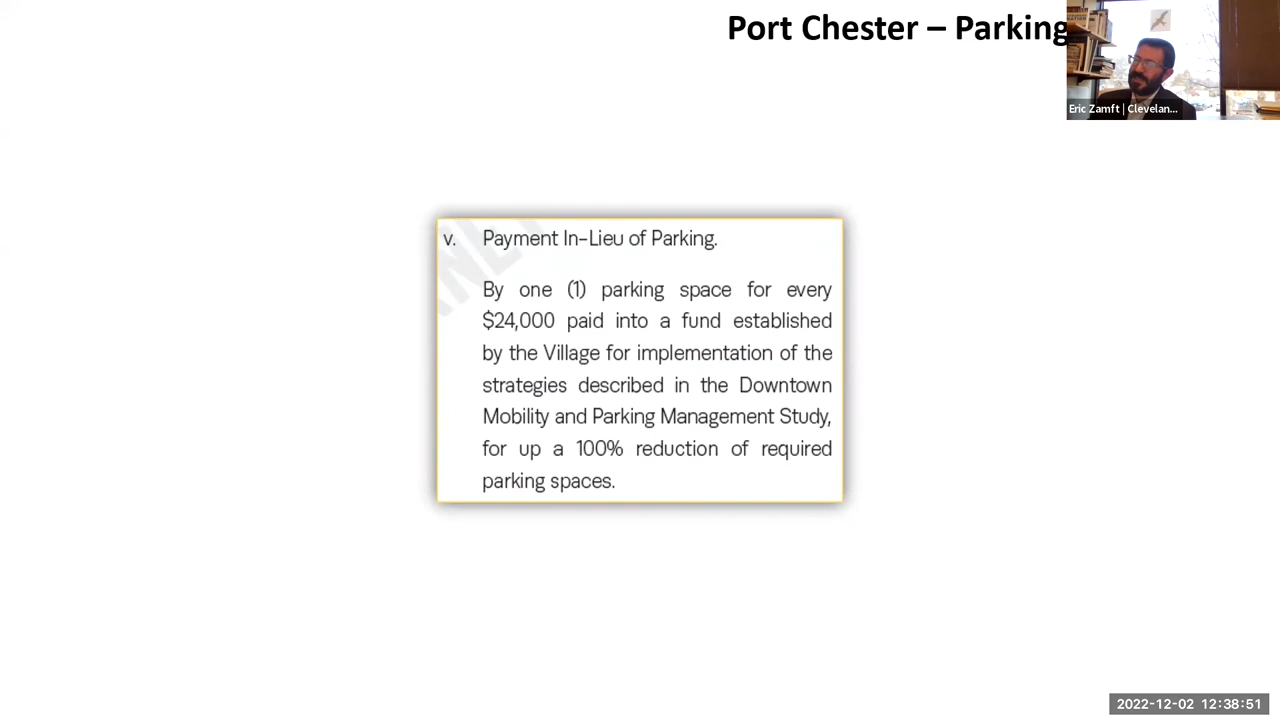 Port Chester – Parking
Eric Zamft | Clevelan...
v. Payment In-Lieu of Parking.
By one (1) parking space for every
$24,000 paid into a fund established
by the Village for implementation of the
strategies described in the Downtown
Mobility and Parking Management Study,
for up a 100% reduction of required
parking spaces.
2022-12-02 12:38:51